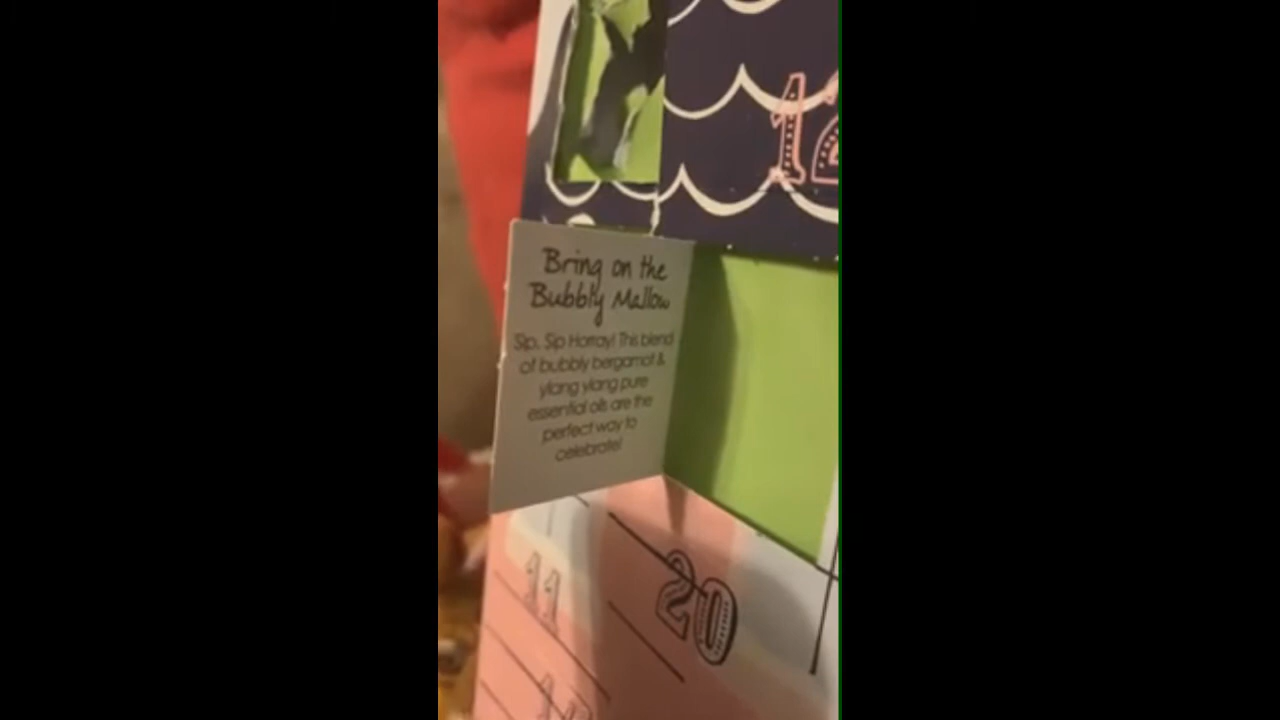 12
Bring on the
Bubbly Mallow
Sip, Sip Horray! This blend
of bubbly bergamot &
ylang ylang pure
essential oils are the
perfect way to
celebrate!
11
20